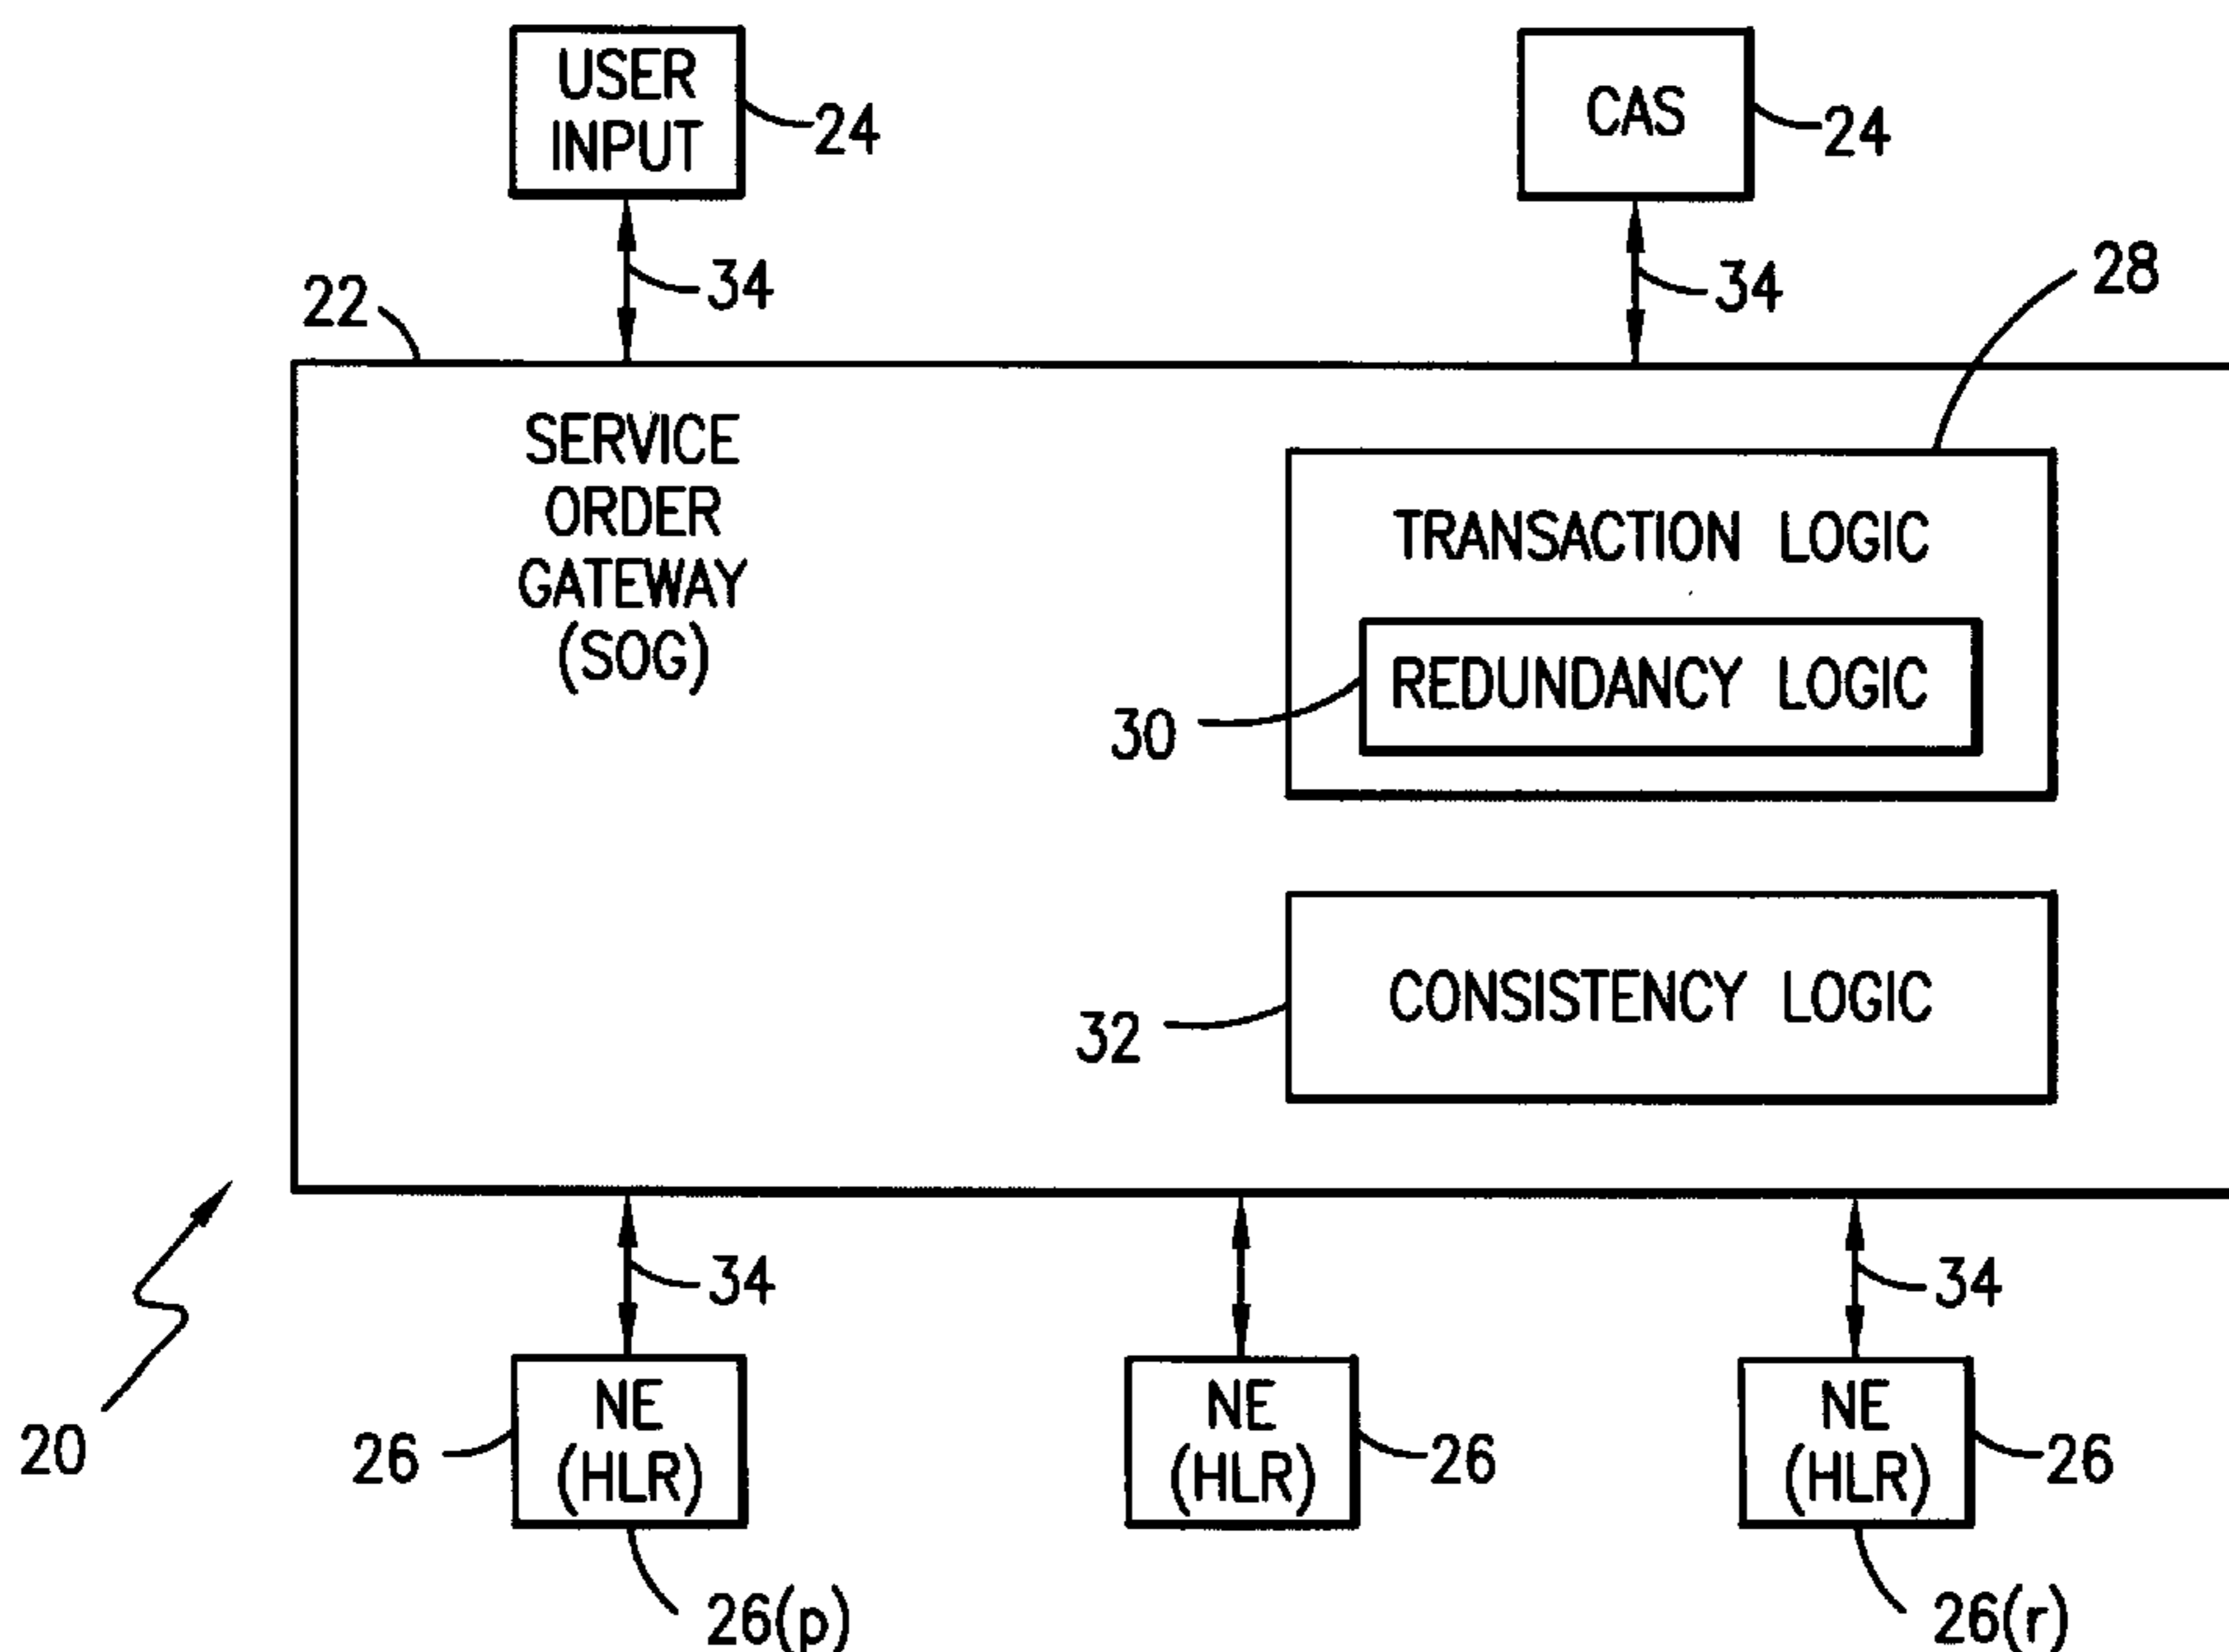 USER
INPUT
24
CAS
24
34
34
22
28
SERVICE
ORDER
GATEWAY
(SOG)
TRANSACTION LOGIC
REDUNDANCY LOGIC
30
CONSISTENCY LOGIC
32
34
34
20
26
NE
(HLR)
NE
(HLR)
26
NE
(HLR)
26
26(p)
26(r)